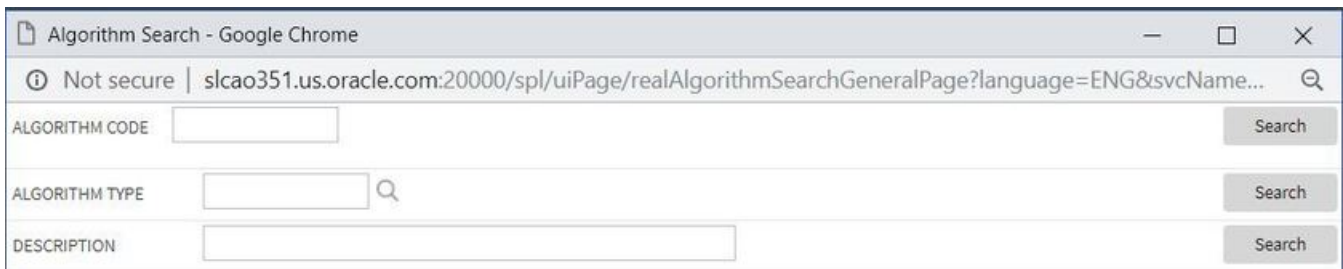 Algorithm Search - Google Chrome
Not secure | slcao351.us.oracle.com:20000/spl/uiPage/realAlgorithmSearchGeneralPage?language=ENG&svcName...
ALGORITHM CODE Search
ALGORITHM TYPE Search
DESCRIPTION Search